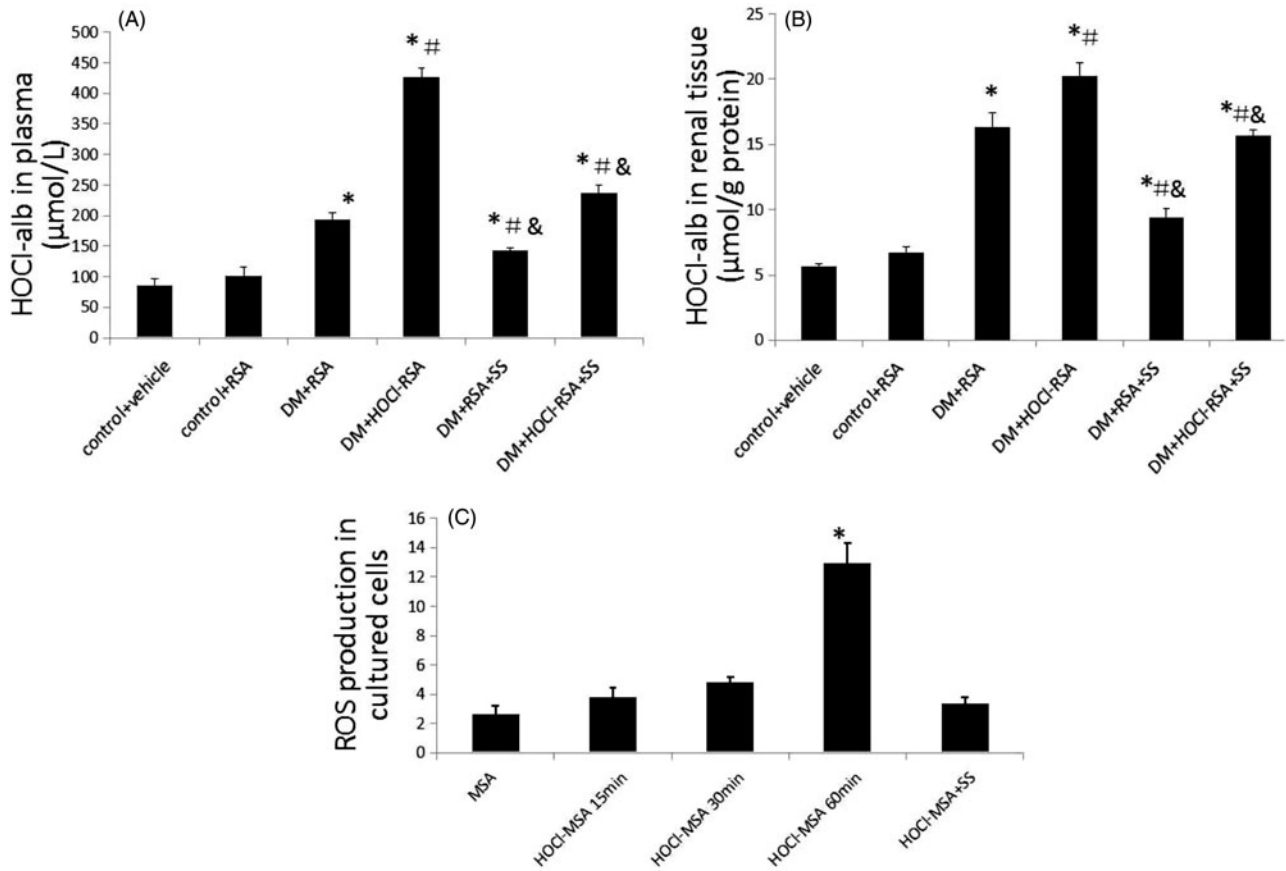 (A)
HOCl-alb in plasma
(μmol/L)
500
450
400
350
300
250
200
150
100
50
0
*
* #
* # &
* # &
control+vehicle
control+RSA
DM+RSA
DM+HOCl-RSA
DM+RSA+SS
DM+HOCl-RSA+SS
(B)
HOCl-alb in renal tissue
(μmol/g protein)
25
20
15
10
5
0
*
*#
*#&
*#&
control+vehicle
control+RSA
DM+RSA
DM+HOCl-RSA
DM+RSA+SS
DM+HOCl-RSA+SS
(C)
ROS production in
cultured cells
16
14
12
10
8
6
4
2
0
*
MSA
HOCl-MSA 15min
HOCl-MSA 30min
HOCl-MSA 60min
HOCl-MSA+SS